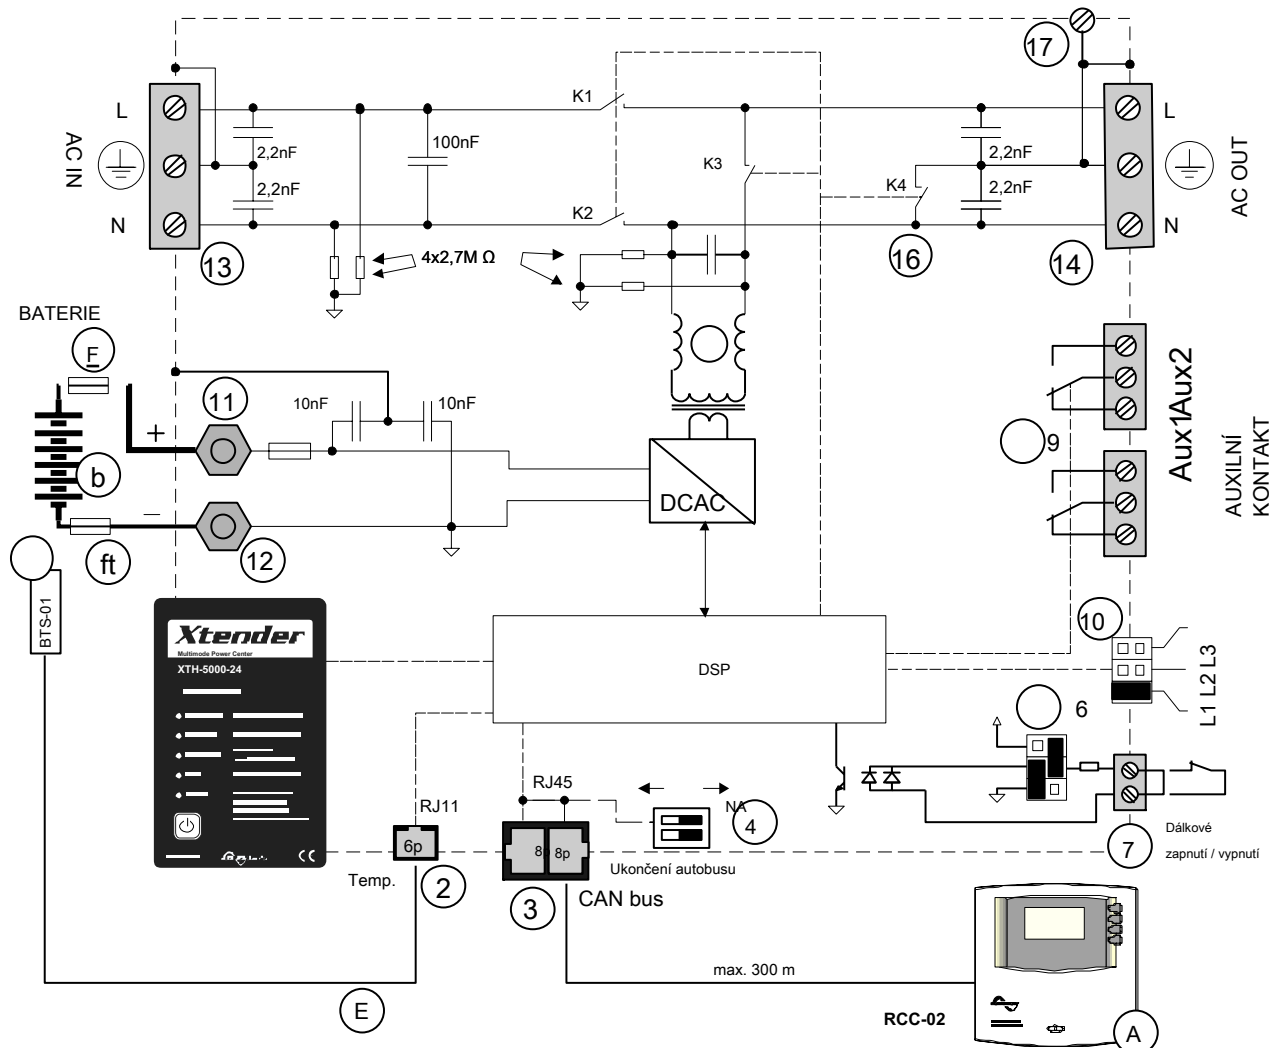 17
L
AC IN
N
13
2,2nF
2,2nF
100nF
K1
K2
K3
K4
2,2nF
2,2nF
L
AC OUT
N
16
14
4x2,7M Ω
BATERIE
F
11
10nF
10nF
+
b
–
ft
12
DCAC
Aux1Aux2
9
AUXILNÍ
KONTAKT
BTS-01
Xtender
Multimode Power Center
XTH-5000-24
DSP
10
L1 L2 L3
6
RJ45
RJ11
NA
4
6p
8p
8p
Temp.
2
3
CAN bus
Ukončení autobusu
7
Dálkové
zapnutí / vypnutí
max. 300 m
E
RCC-02
A